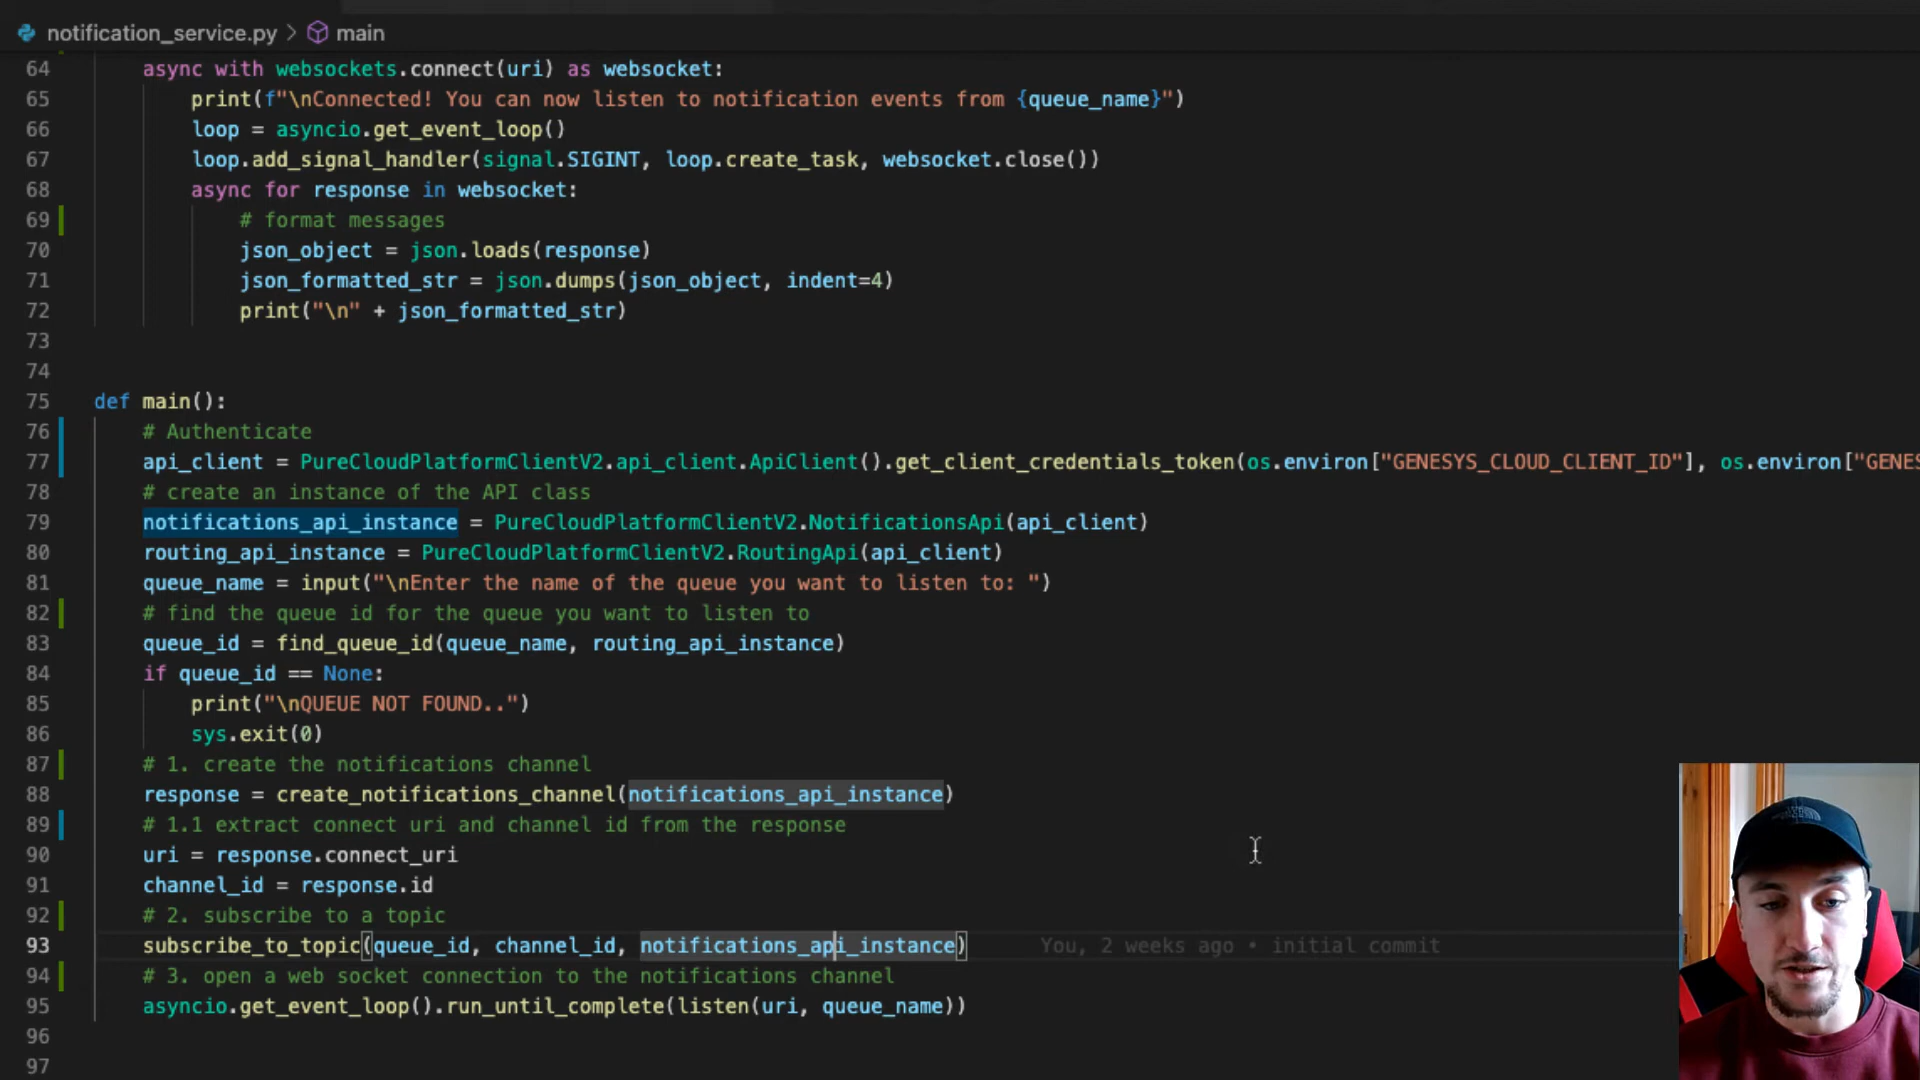 notification_service.py > main
64 async with websockets.connect(uri) as websocket:
65 print(f"\nConnected! You can now listen to notification events from {queue_name}")
66 loop = asyncio.get_event_loop()
67 loop.add_signal_handler(signal.SIGINT, loop.create_task, websocket.close())
68 async for response in websocket:
69 # format messages
70 json_object = json.loads(response)
71 json_formatted_str = json.dumps(json_object, indent=4)
72 print("\n" + json_formatted_str)
73
74
75 def main():
76 # Authenticate
77 api_client = PureCloudPlatformClientV2.api_client.ApiClient().get_client_credentials_token(os.environ["GENESYS_CLOUD_CLIENT_ID"], os.environ["GENES
78 # create an instance of the API class
79 notifications_api_instance = PureCloudPlatformClientV2.NotificationsApi(api_client)
80 routing_api_instance = PureCloudPlatformClientV2.RoutingApi(api_client)
81 queue_name = input("\nEnter the name of the queue you want to listen to: ")
82 # find the queue id for the queue you want to listen to
83 queue_id = find_queue_id(queue_name, routing_api_instance)
84 if queue_id == None:
85 print("\nQUEUE NOT FOUND..")
86 sys.exit(0)
87 # 1. create the notifications channel
88 response = create_notifications_channel(notifications_api_instance)
89 # 1.1 extract connect uri and channel id from the response
90 uri = response.connect_uri
91 channel_id = response.id
92 # 2. subscribe to a topic
93 subscribe_to_topic(queue_id, channel_id, notifications_api_instance) You, 2 weeks ago • initial commit
94 # 3. open a web socket connection to the notifications channel
95 asyncio.get_event_loop().run_until_complete(listen(uri, queue_name))
96
97